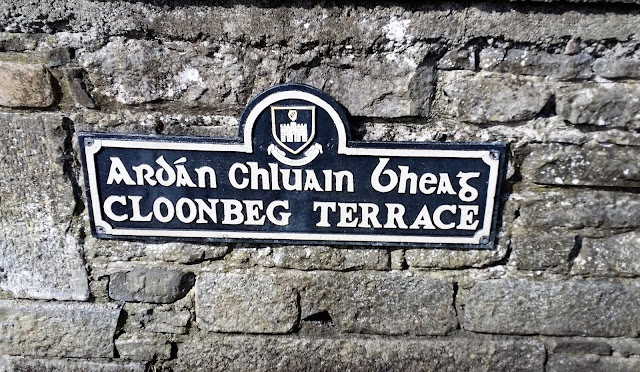 Ardán Chluain Bheag
CLOONBEG TERRACE